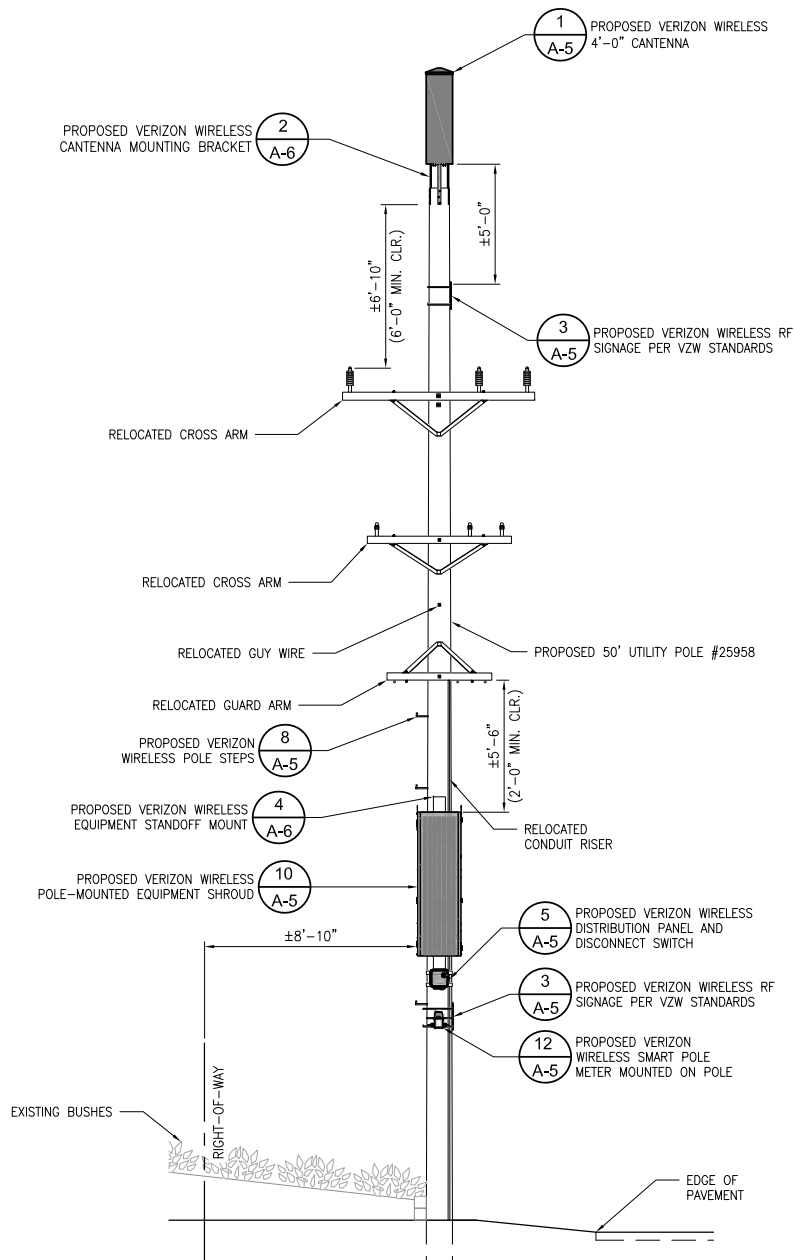 1
A-5
PROPOSED VERIZON WIRELESS
4'-0" CANTENNA
PROPOSED VERIZON WIRELESS
CANTENNA MOUNTING BRACKET
2
A-6
±5'-0"
±6'-10"
(6'-0" MIN. CLR.)
3
A-5
PROPOSED VERIZON WIRELESS RF
SIGNAGE PER VZW STANDARDS
RELOCATED CROSS ARM
RELOCATED CROSS ARM
RELOCATED GUY WIRE
PROPOSED 50' UTILITY POLE #25958
RELOCATED GUARD ARM
±5'-6"
(2'-0" MIN. CLR.)
PROPOSED VERIZON
WIRELESS POLE STEPS
8
A-5
PROPOSED VERIZON WIRELESS
EQUIPMENT STANDOFF MOUNT
4
A-6
RELOCATED
CONDUIT RISER
PROPOSED VERIZON WIRELESS
POLE-MOUNTED EQUIPMENT SHROUD
10
A-5
±8'-10"
5
A-5
PROPOSED VERIZON WIRELESS
DISTRIBUTION PANEL AND
DISCONNECT SWITCH
3
A-5
PROPOSED VERIZON WIRELESS RF
SIGNAGE PER VZW STANDARDS
12
A-5
PROPOSED VERIZON
WIRELESS SMART POLE
METER MOUNTED ON POLE
EXISTING BUSHES
RIGHT-OF-WAY
EDGE OF
PAVEMENT